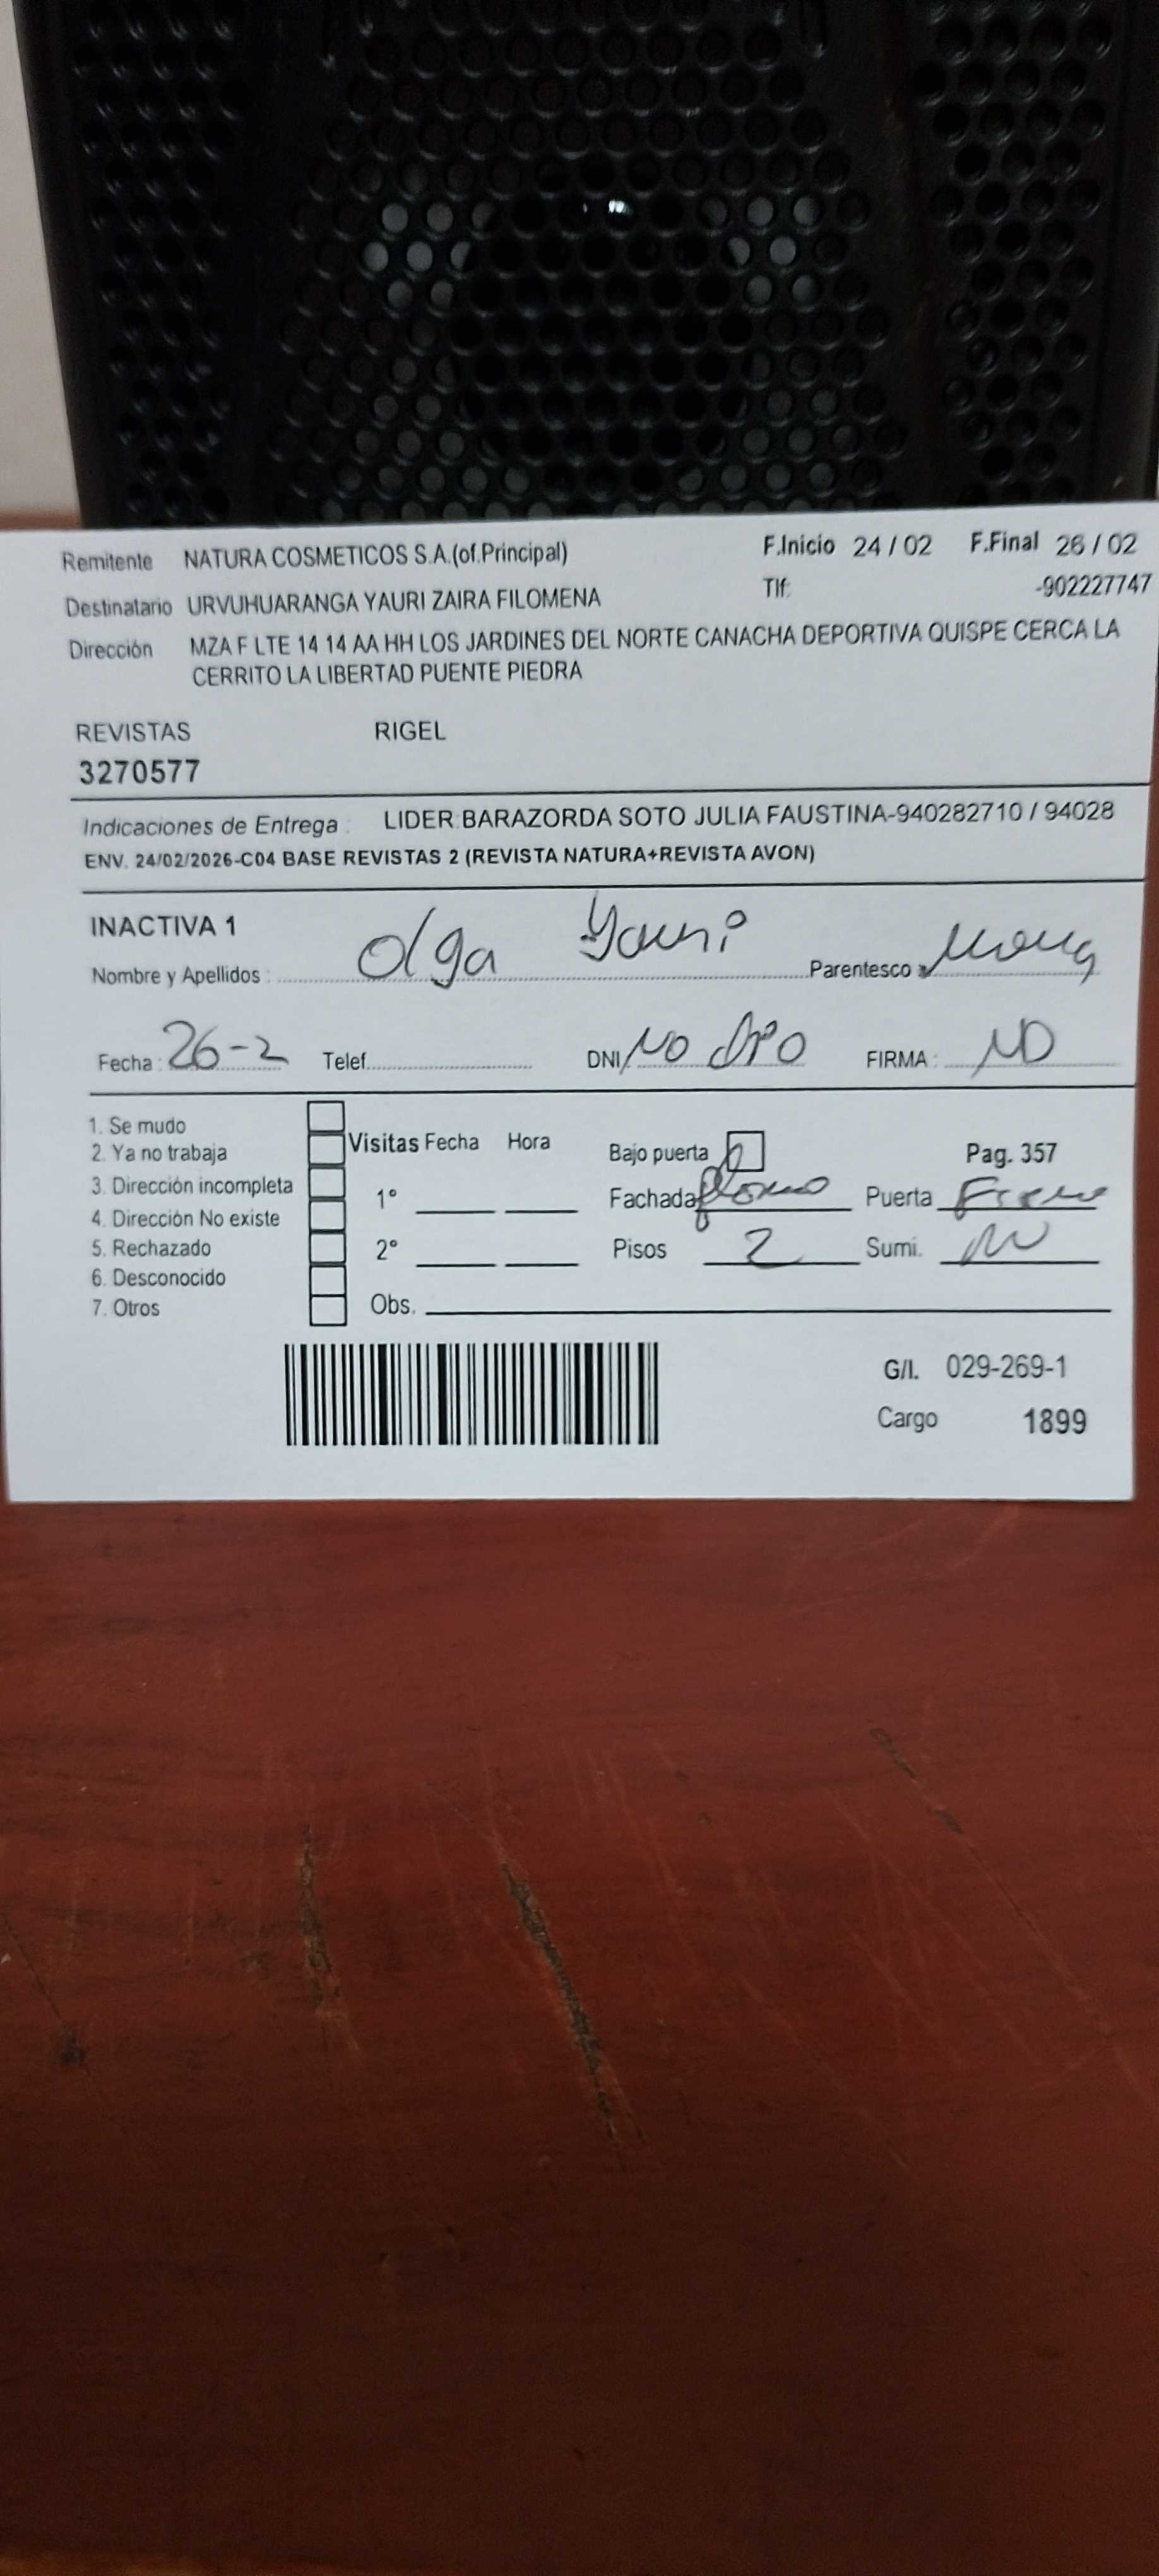 Remitente NATURA COSMETICOS S.A.(of.Principal) F.Inicio 24 / 02 F.Final 26 / 02
Destinatario URVUHUARANGA YAURI ZAIRA FILOMENA Tlf: -902227747
Dirección MZA F LTE 14 14 AA HH LOS JARDINES DEL NORTE CANACHA DEPORTIVA QUISPE CERCA LA
CERRITO LA LIBERTAD PUENTE PIEDRA
REVISTAS RIGEL
3270577
Indicaciones de Entrega : LIDER:BARAZORDA SOTO JULIA FAUSTINA-940282710 / 94028
ENV. 24/02/2026-C04 BASE REVISTAS 2 (REVISTA NATURA+REVISTA AVON)
INACTIVA 1
Nombre y Apellidos : Olga Yauri Parentesco :
Fecha : 26-2 Telef. DNI NO DIO FIRMA :
1. Se mudo
2. Ya no trabaja Visitas Fecha Hora Bajo puerta Pag. 357
3. Dirección incompleta 1° Fachada plomo Puerta
4. Dirección No existe
5. Rechazado 2° Pisos 2 Sumi.
6. Desconocido
7. Otros Obs.
G/I. 029-269-1
Cargo 1899